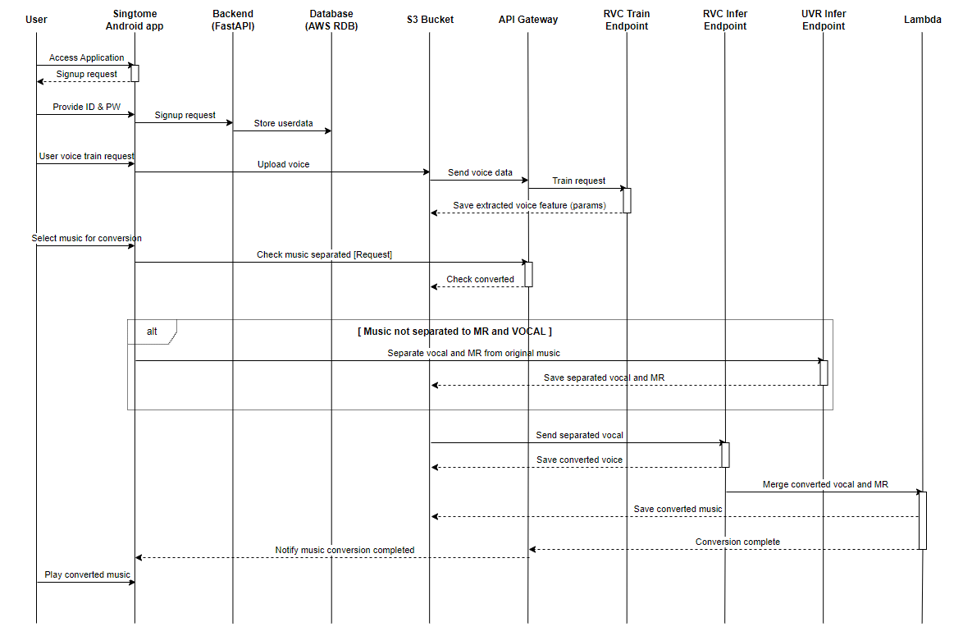 User
Singtome
Android app
Backend
(FastAPI)
Database
(AWS RDB)
S3 Bucket
API Gateway
RVC Train
Endpoint
RVC Infer
Endpoint
UVR Infer
Endpoint
Lambda
Access Application
Signup request
Provide ID & PW
Signup request
Store userdata
User voice train request
Upload voice
Send voice data
Train request
Save extracted voice feature (params)
Select music for conversion
Check music separated [Request]
Check converted
alt
[ Music not separated to MR and VOCAL ]
Separate vocal and MR from original music
Save separated vocal and MR
Send separated vocal
Save converted voice
Merge converted vocal and MR
Save converted music
Conversion complete
Notify music conversion completed
Play converted music